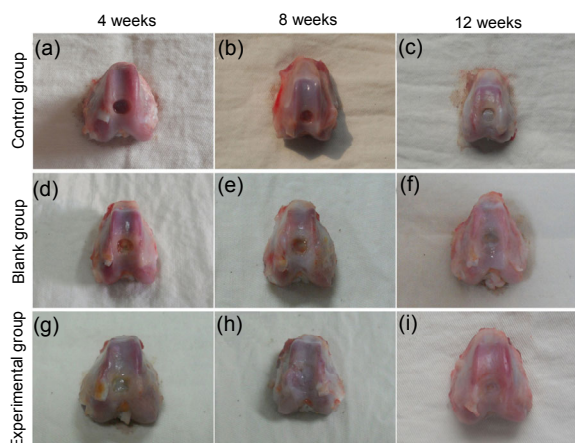 4 weeks
8 weeks
12 weeks
Control group
(a)
(b)
(c)
Blank group
(d)
(e)
(f)
Experimental group
(g)
(h)
(i)